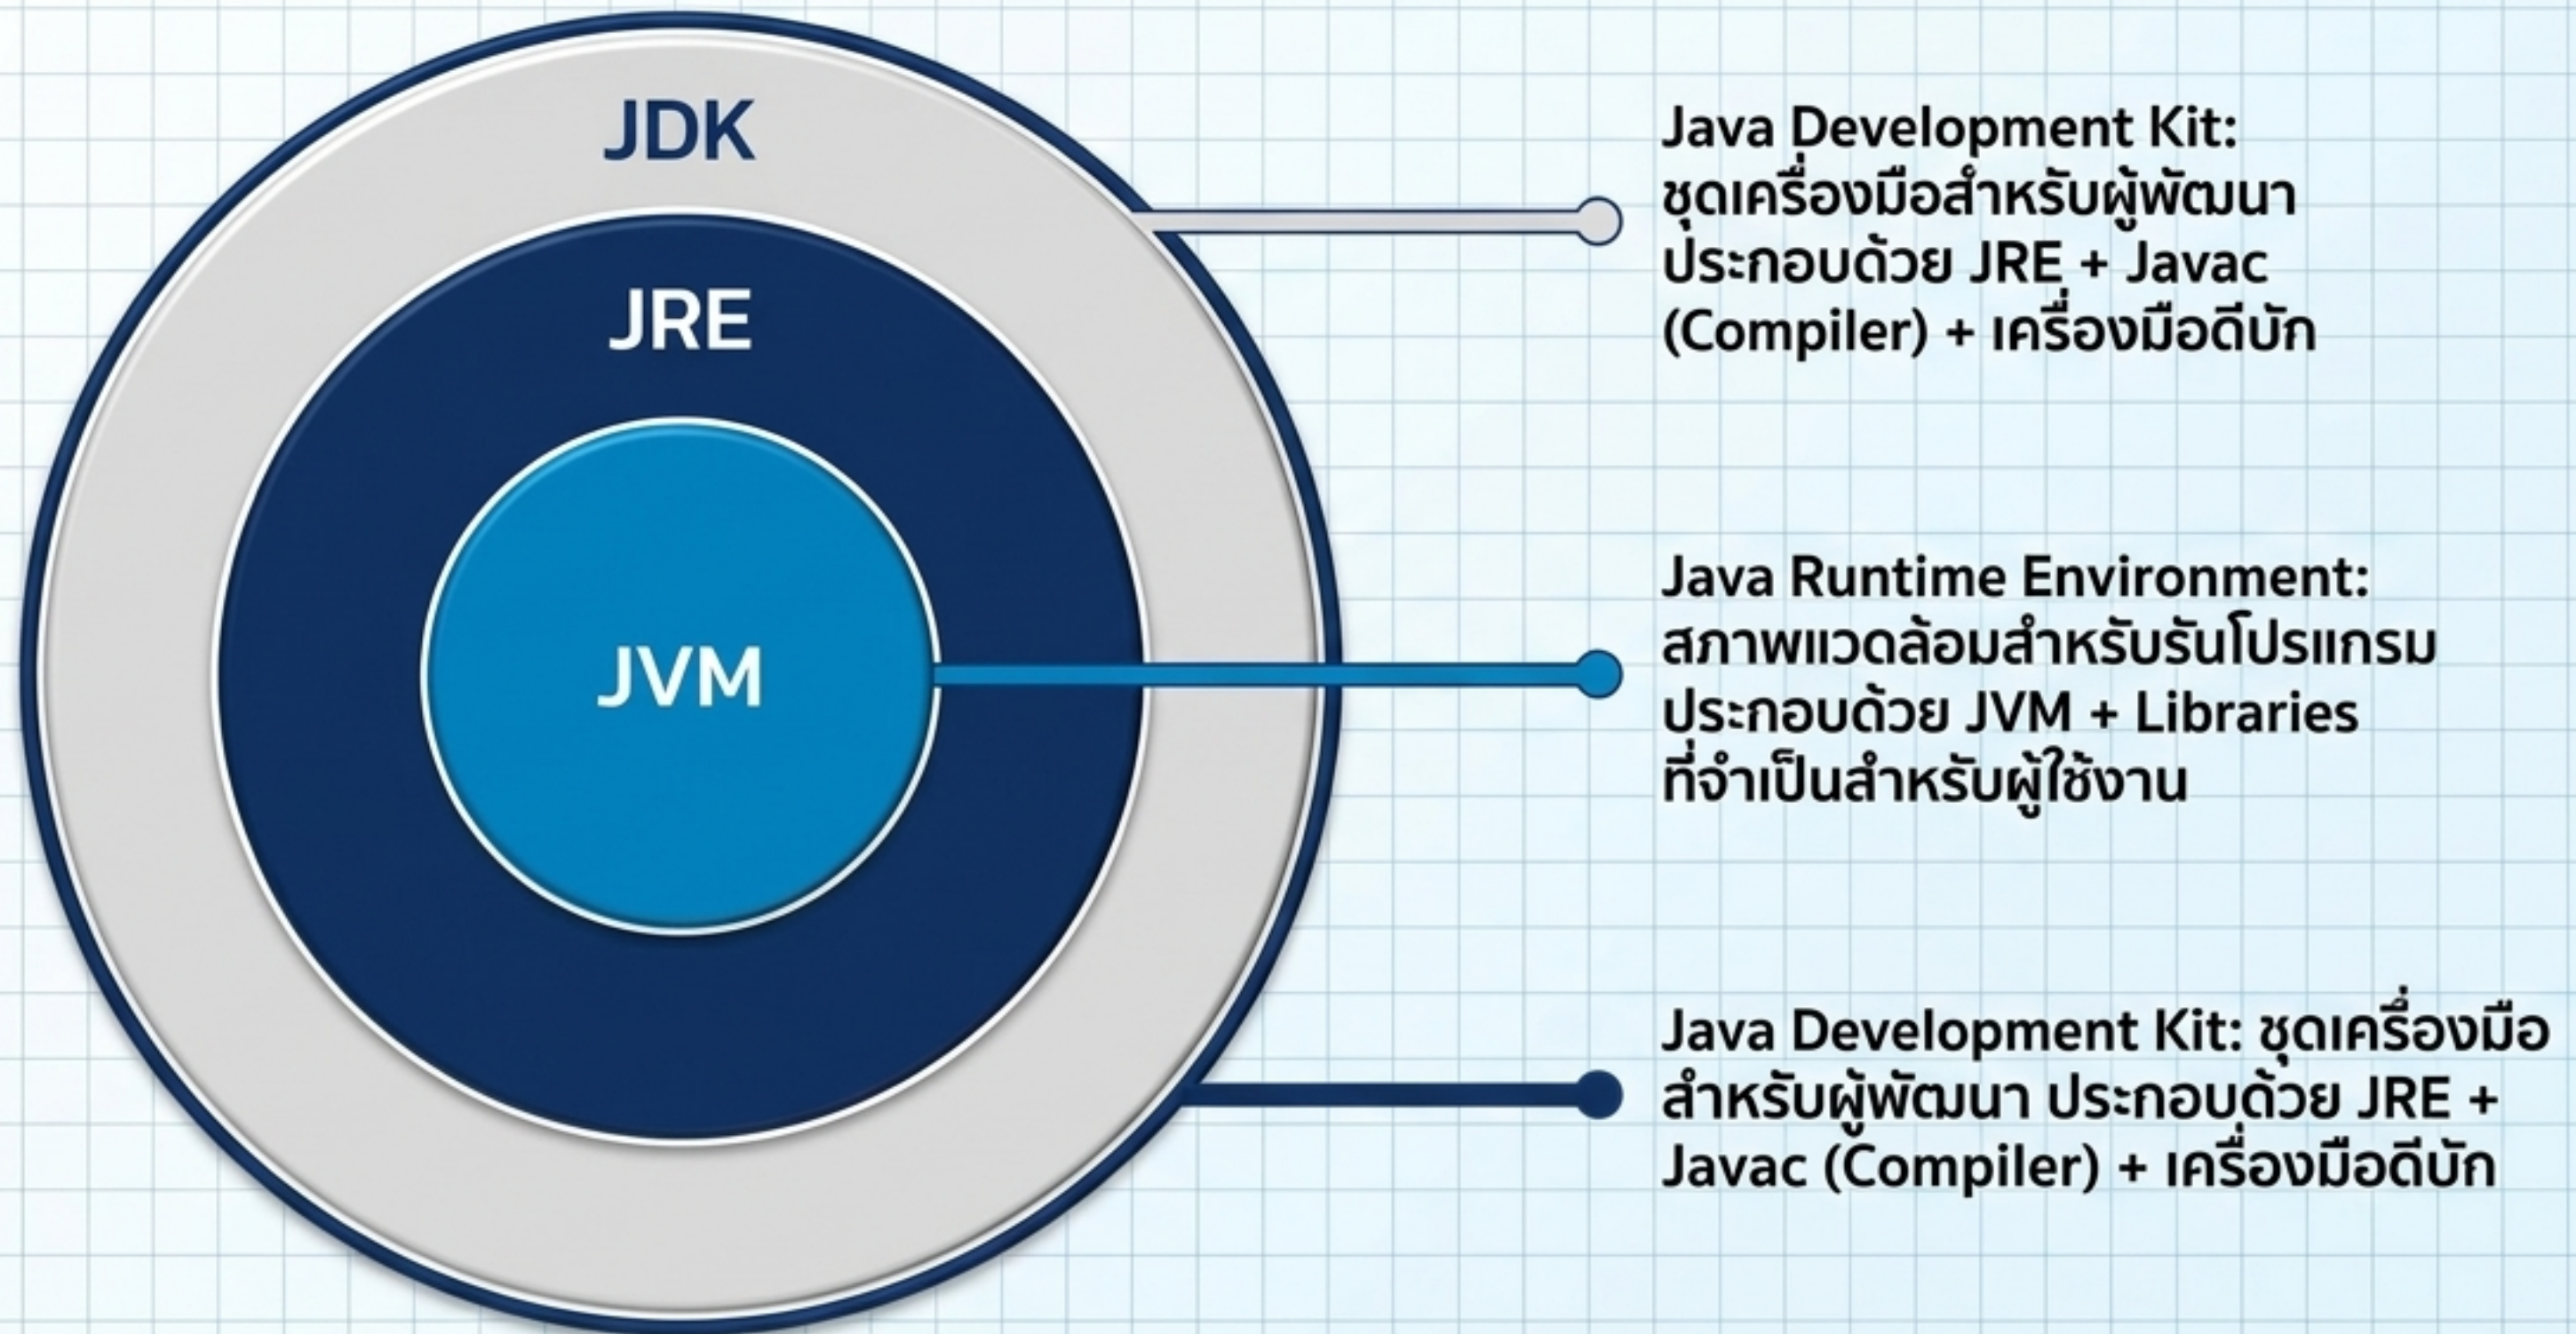 JDK
JRE
JVM
Java Development Kit:
ชุดเครื่องมือสำหรับผู้พัฒนา
ประกอบด้วย JRE + Javac
(Compiler) + เครื่องมือดีบัก
Java Runtime Environment:
สภาพแวดล้อมสำหรับรันโปรแกรม
ประกอบด้วย JVM + Libraries
ที่จำเป็นสำหรับผู้ใช้งาน
Java Development Kit: ชุดเครื่องมือ
สำหรับผู้พัฒนา ประกอบด้วย JRE +
Javac (Compiler) + เครื่องมือดีบัก